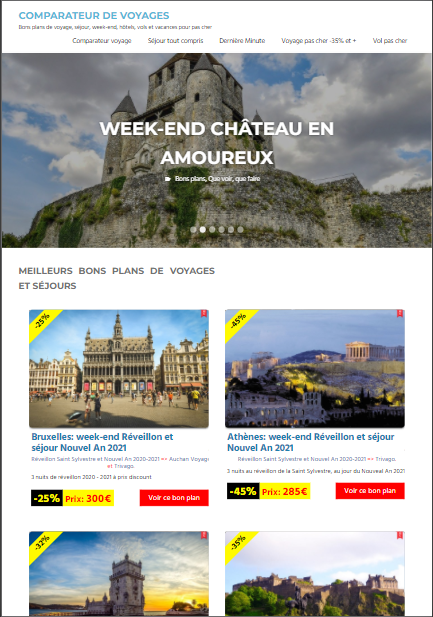 COMPARATEUR DE VOYAGES
Bons plans de voyage, séjour, week-end, hôtels, vols et vacances pour pas cher
Comparateur voyage Séjour tout compris Dernière Minute Voyage pas cher -35% et + Vol pas cher
WEEK-END CHÂTEAU EN
AMOUREUX
Bons plans, Que voir, que faire
MEILLEURS BONS PLANS DE VOYAGES
ET SÉJOURS
-25%
-45%
Bruxelles: week-end Réveillon et
séjour Nouvel An 2021
Réveillon Saint Sylvestre et Nouvel An 2020-2021 => Auchan Voyage
et Trivago.
3 nuits de réveillon 2020 - 2021 à prix discount
-25% Prix: 300€ Voir ce bon plan
Athènes: week-end Réveillon et séjour
Nouvel An 2021
Réveillon Saint Sylvestre et Nouvel An 2020-2021 => Trivago
3 nuits au réveillon de la Saint Sylvestre, au jour du Nouvel An 2021
-45% Prix: 285€ Voir ce bon plan
-32%
-35%